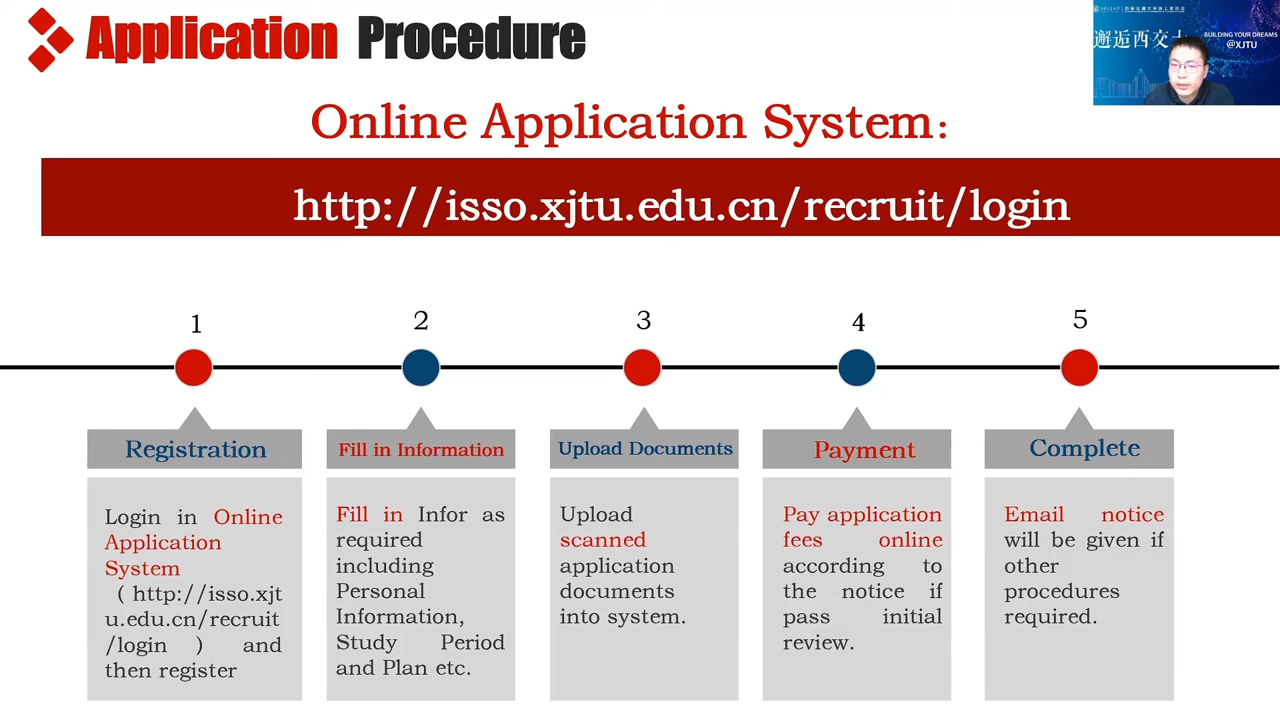 Application Procedure
BUILDING YOUR DREAMS
@XJTU
邂逅西交大
Online Application System:
http://isso.xjtu.edu.cn/recruit/login
1
2
3
4
5
Registration
Fill in Information
Upload Documents
Payment
Complete
Login in Online
Application
System
( http://isso.xjt
u.edu.cn/recruit
/login ) and
then register
Fill in Infor as
required
including
Personal
Information,
Study Period
and Plan etc.
Upload
scanned
application
documents
into system.
Pay application
fees online
according to
the notice if
pass initial
review.
Email notice
will be given if
other
procedures
required.